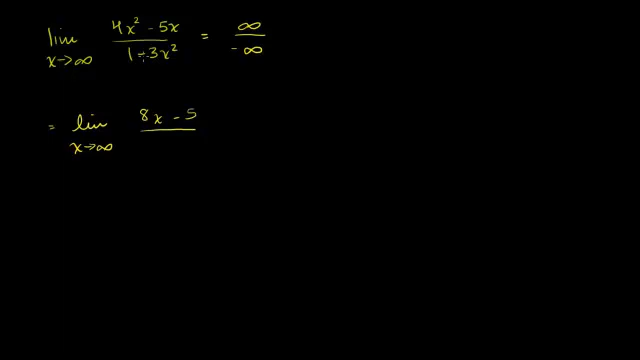 lim x→∞ (4x² - 5x)/(1 - 3x²) = ∞/-∞
= lim x→∞ 8x - 5